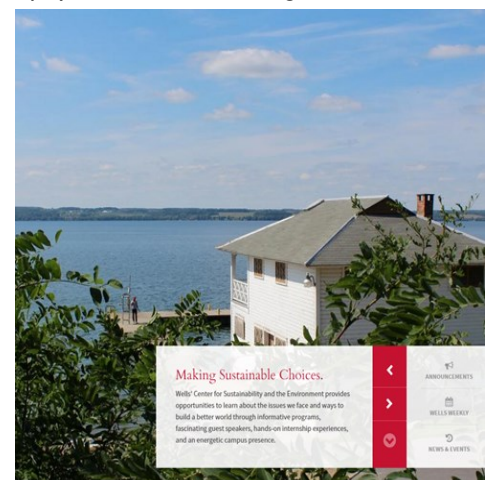 Making Sustainable Choices.
Wells' Center for Sustainability and the Environment provides
opportunities to learn about the issues we face and ways to
build a better world through informative programs,
fascinating guest speakers, hands-on internship experiences,
and an energetic campus presence.
ANNOUNCEMENTS
WELLS WEEKLY
NEWS & EVENTS